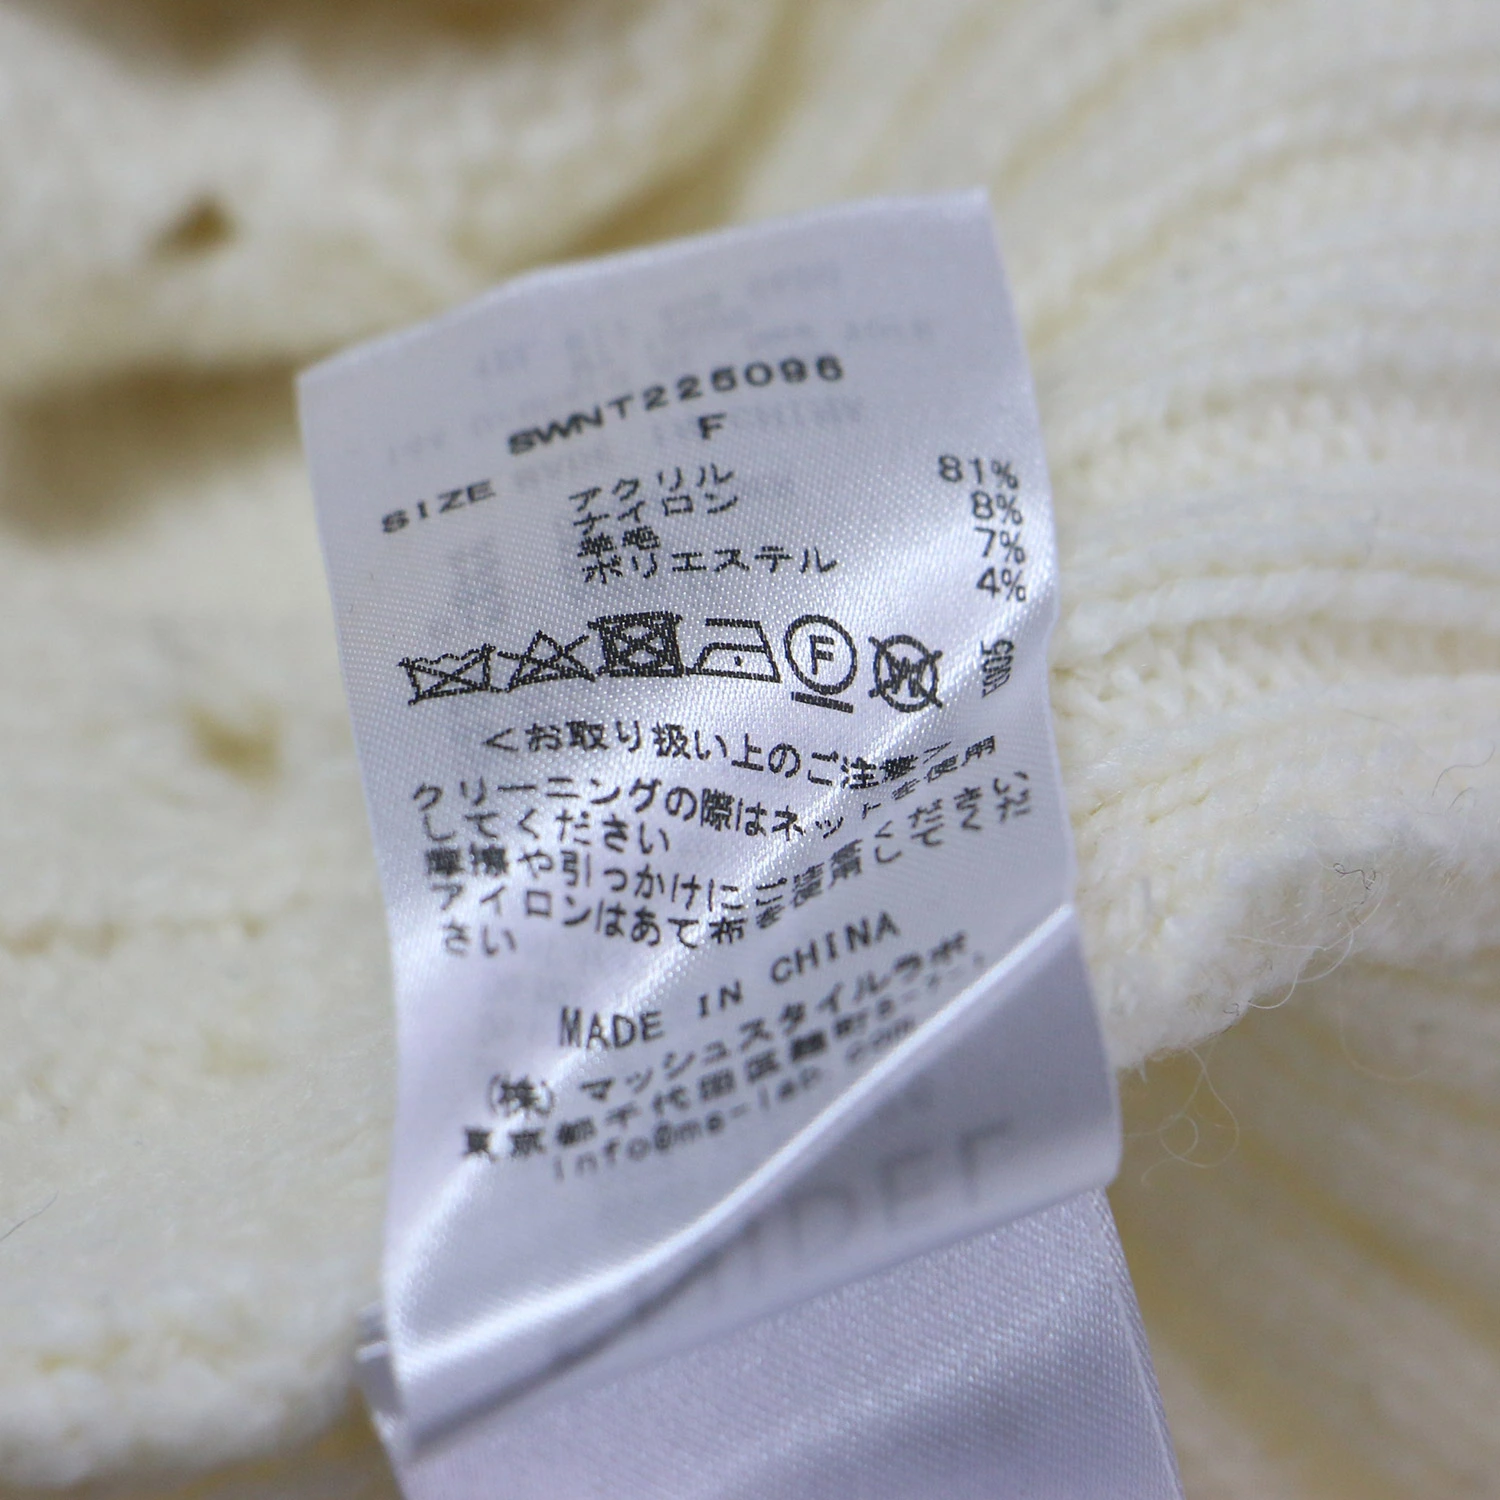 SWNT225096
SIZE F
アクリル 81%
ナイロン 8%
羊毛 7%
ポリエステル 4%
F
W
<お取り扱い上のご注意>
クリーニングの際はネットを使用
してください
摩擦や引っかけにご注意ください
アイロンはあて布を使用してくだ
さい
MADE IN CHINA
(株)マッシュスタイルラボ
東京都千代田区麹町